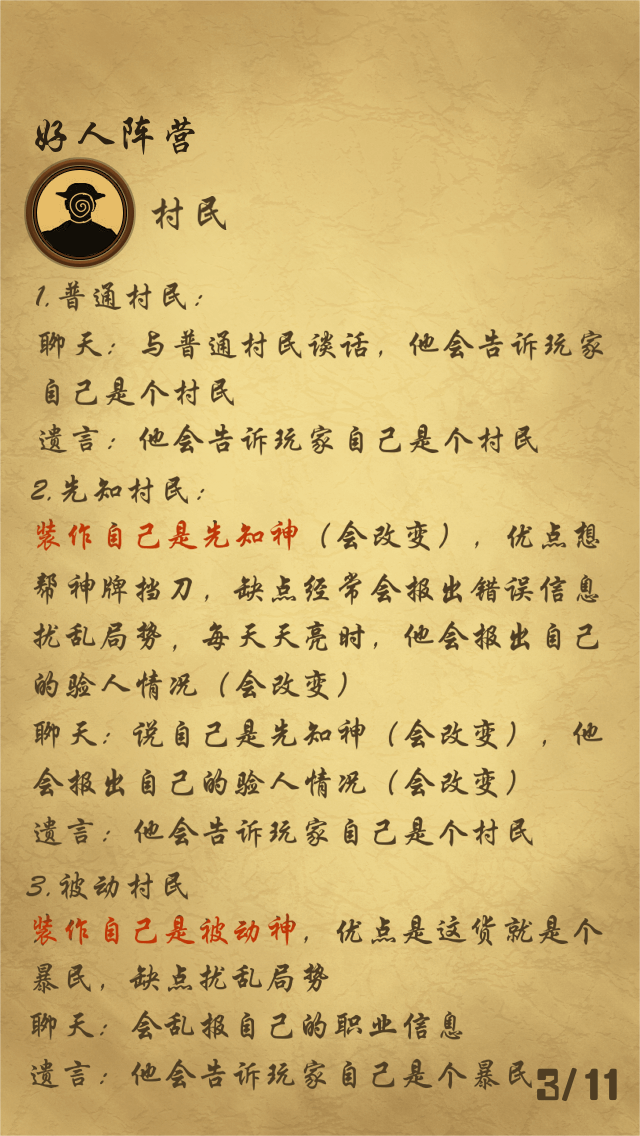 好人阵营
村民
1.普通村民：
聊天：与普通村民谈话，他会告诉玩家
自己是个村民
遗言：他会告诉玩家自己是个村民
2.先知村民：
装作自己是先知神（会改变），优点想
帮神牌挡刀，缺点经常会报出错误信息
扰乱局势，每天天亮时，他会报出自己
的验人情况（会改变）
聊天：说自己是先知神（会改变），他
会报出自己的验人情况（会改变）
遗言：他会告诉玩家自己是个村民
3.被动村民
装作自己是被动神，优点是这货就是个
暴民，缺点扰乱局势
聊天：会乱报自己的职业信息
遗言：他会告诉玩家自己是个暴民
3/11